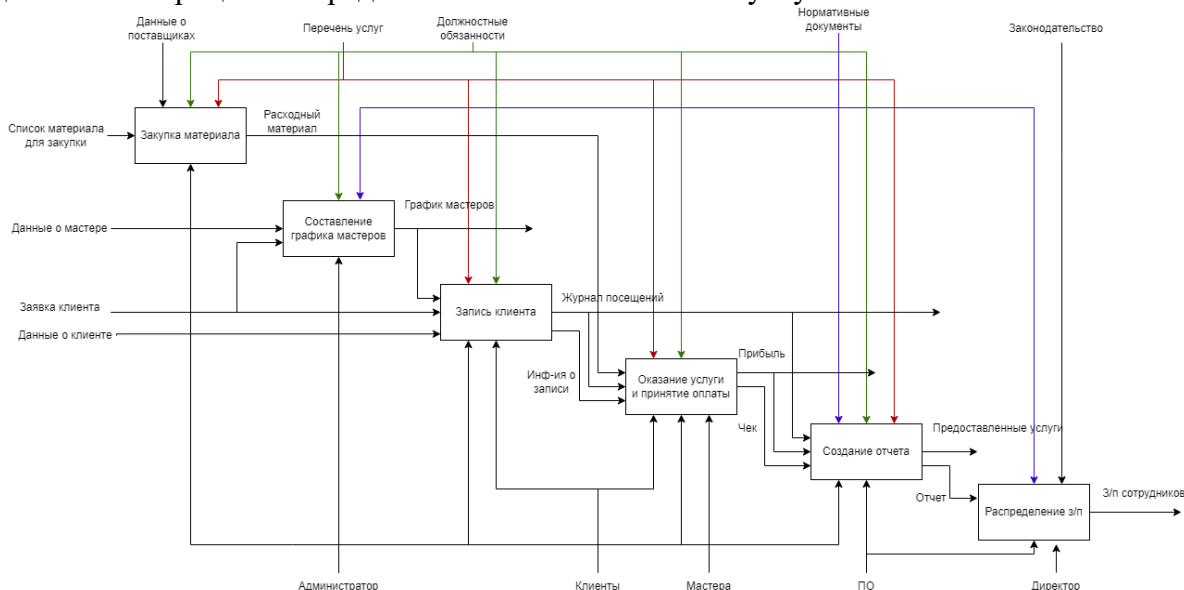 Данные о
поставщиках
Перечень услуг
Должностные
обязанности
Нормативные
документы
Законодательство
Список материала
для закупки
Закупка материала
Расходный
материал
Данные о мастере
Составление
графика мастеров
График мастеров
Заявка клиента
Данные о клиенте
Запись клиента
Журнал посещений
Инф-ия о
записи
Оказание услуги
и принятие оплаты
Прибыль
Чек
Создание отчета
Предоставленные услуги
Отчет
Распределение з/п
З/п сотрудников
Администратор
Клиенты
Мастера
ПО
Директор